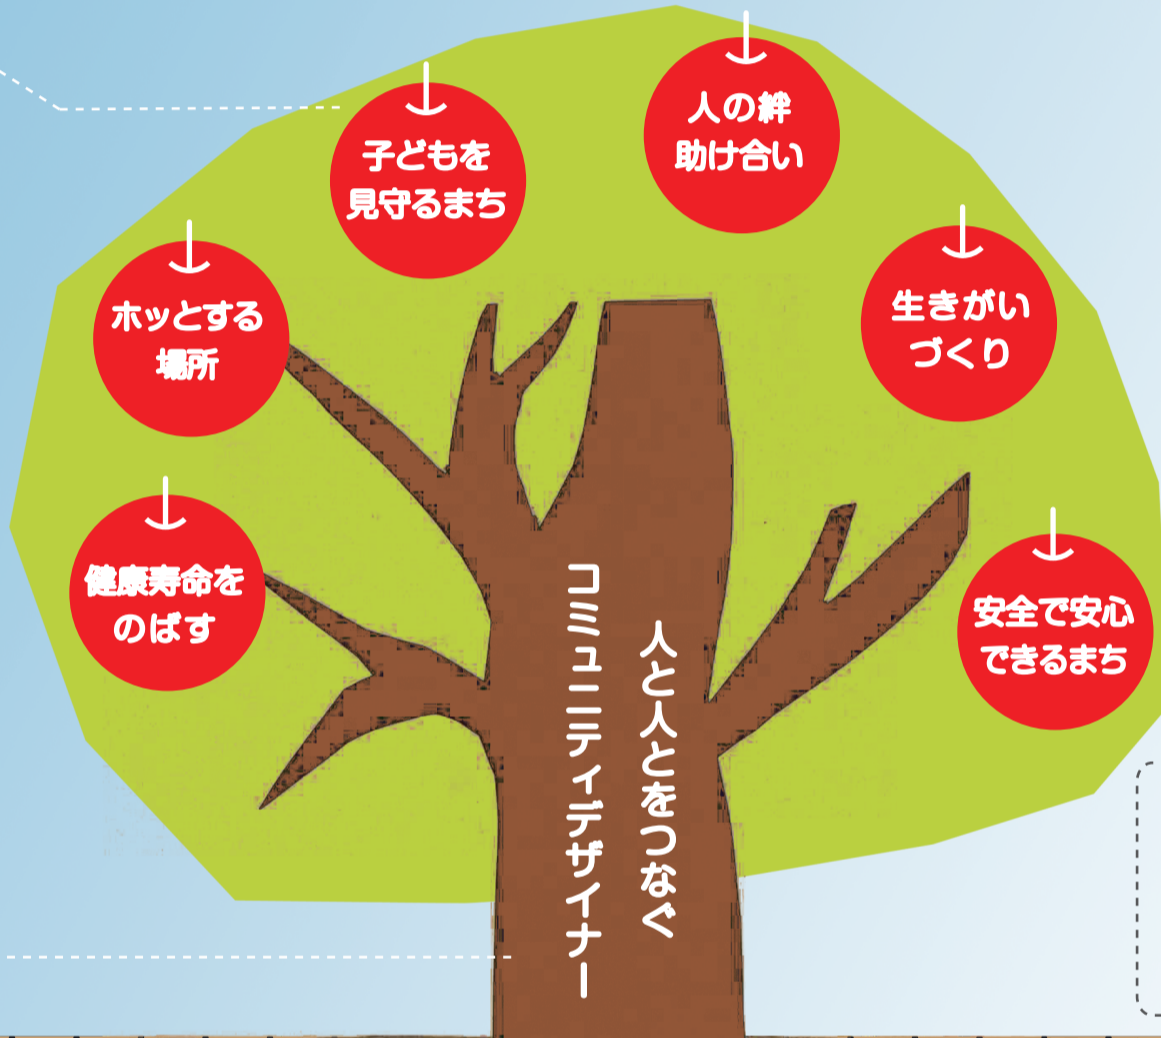 人の絆
助け合い
子どもを
見守るまち
生きがい
づくり
ホッとする
場所
健康寿命を
のばす
安全で安心
できるまち
人と人とをつなぐ
コミュニティデザイナー